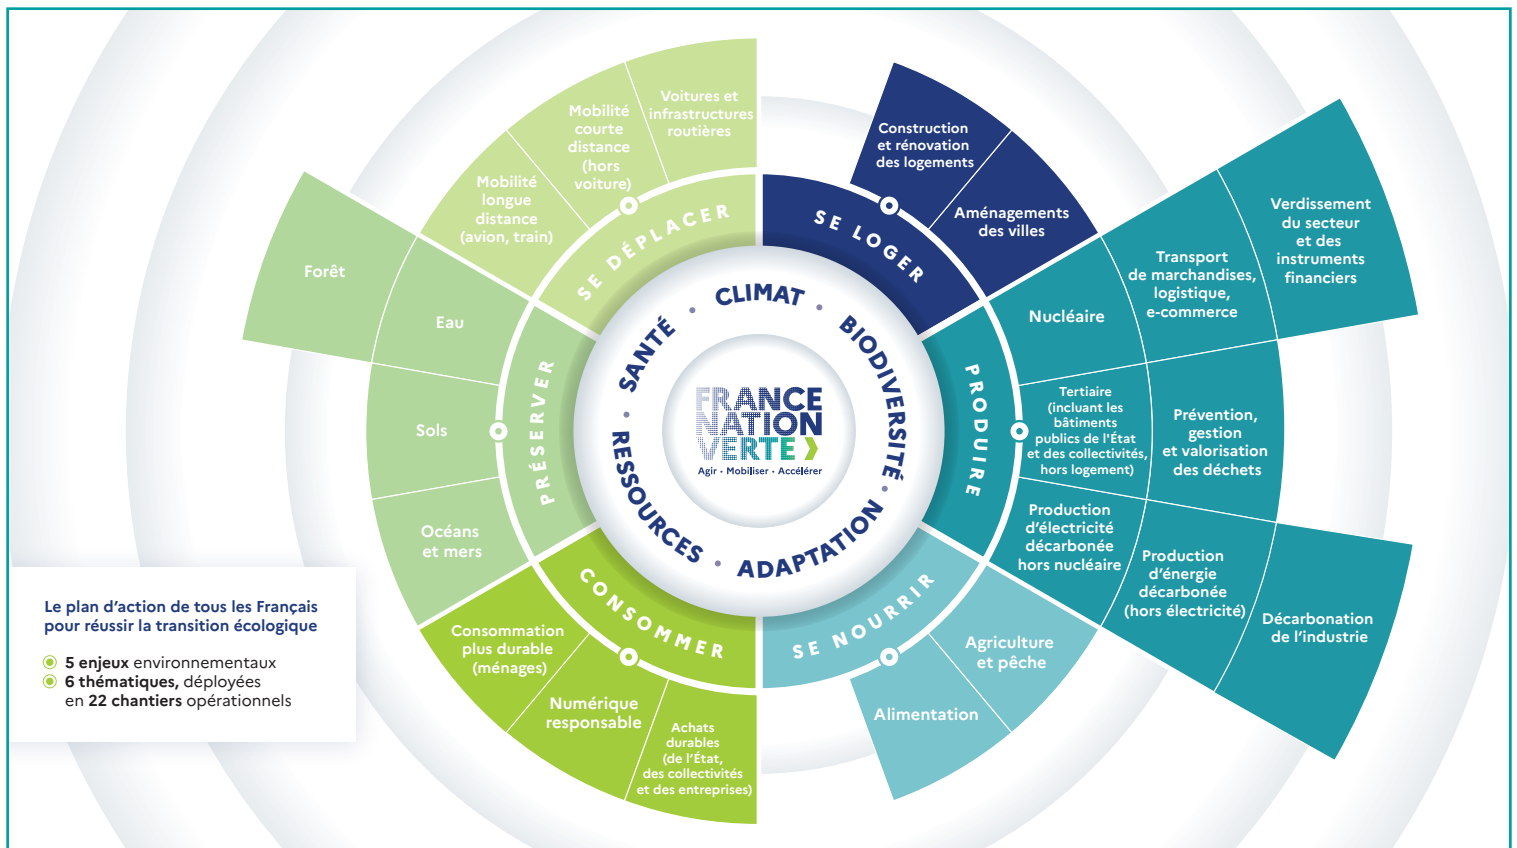 Voitures et
infrastructures
routières
Mobilité
courte
distance
(hors
voiture)
Mobilité
longue
distance
(avion, train)
SE DÉPLACER
Construction
et rénovation
des logements
Aménagements
des villes
SE LOGER
Nucléaire
Transport
de marchandises,
logistique,
e-commerce
Verdissement
du secteur
et des
instruments
financiers
Tertiaire
(incluant les
bâtiments
publics de l'État
et des collectivités,
hors logement)
Prévention,
gestion
et valorisation
des déchets
Production
d'électricité
décarbonée
hors nucléaire
Production
d'énergie
décarbonée
(hors électricité)
Décarbonation
de l'industrie
PRODUIRE
Agriculture
et pêche
Alimentation
SE NOURRIR
Achats
durables
(de l'État,
des collectivités
et des entreprises)
Numérique
responsable
Consommation
plus durable
(ménages)
CONSOMMER
Océans
et mers
Sols
Eau
Forêt
PRÉSERVER
CLIMAT • BIODIVERSITÉ • ADAPTATION • RESSOURCES • SANTÉ •
FRANCE
NATION
VERTE
Agir • Mobiliser • Accélérer
Le plan d'action de tous les Français
pour réussir la transition écologique
5 enjeux environnementaux
6 thématiques, déployées
en 22 chantiers opérationnels